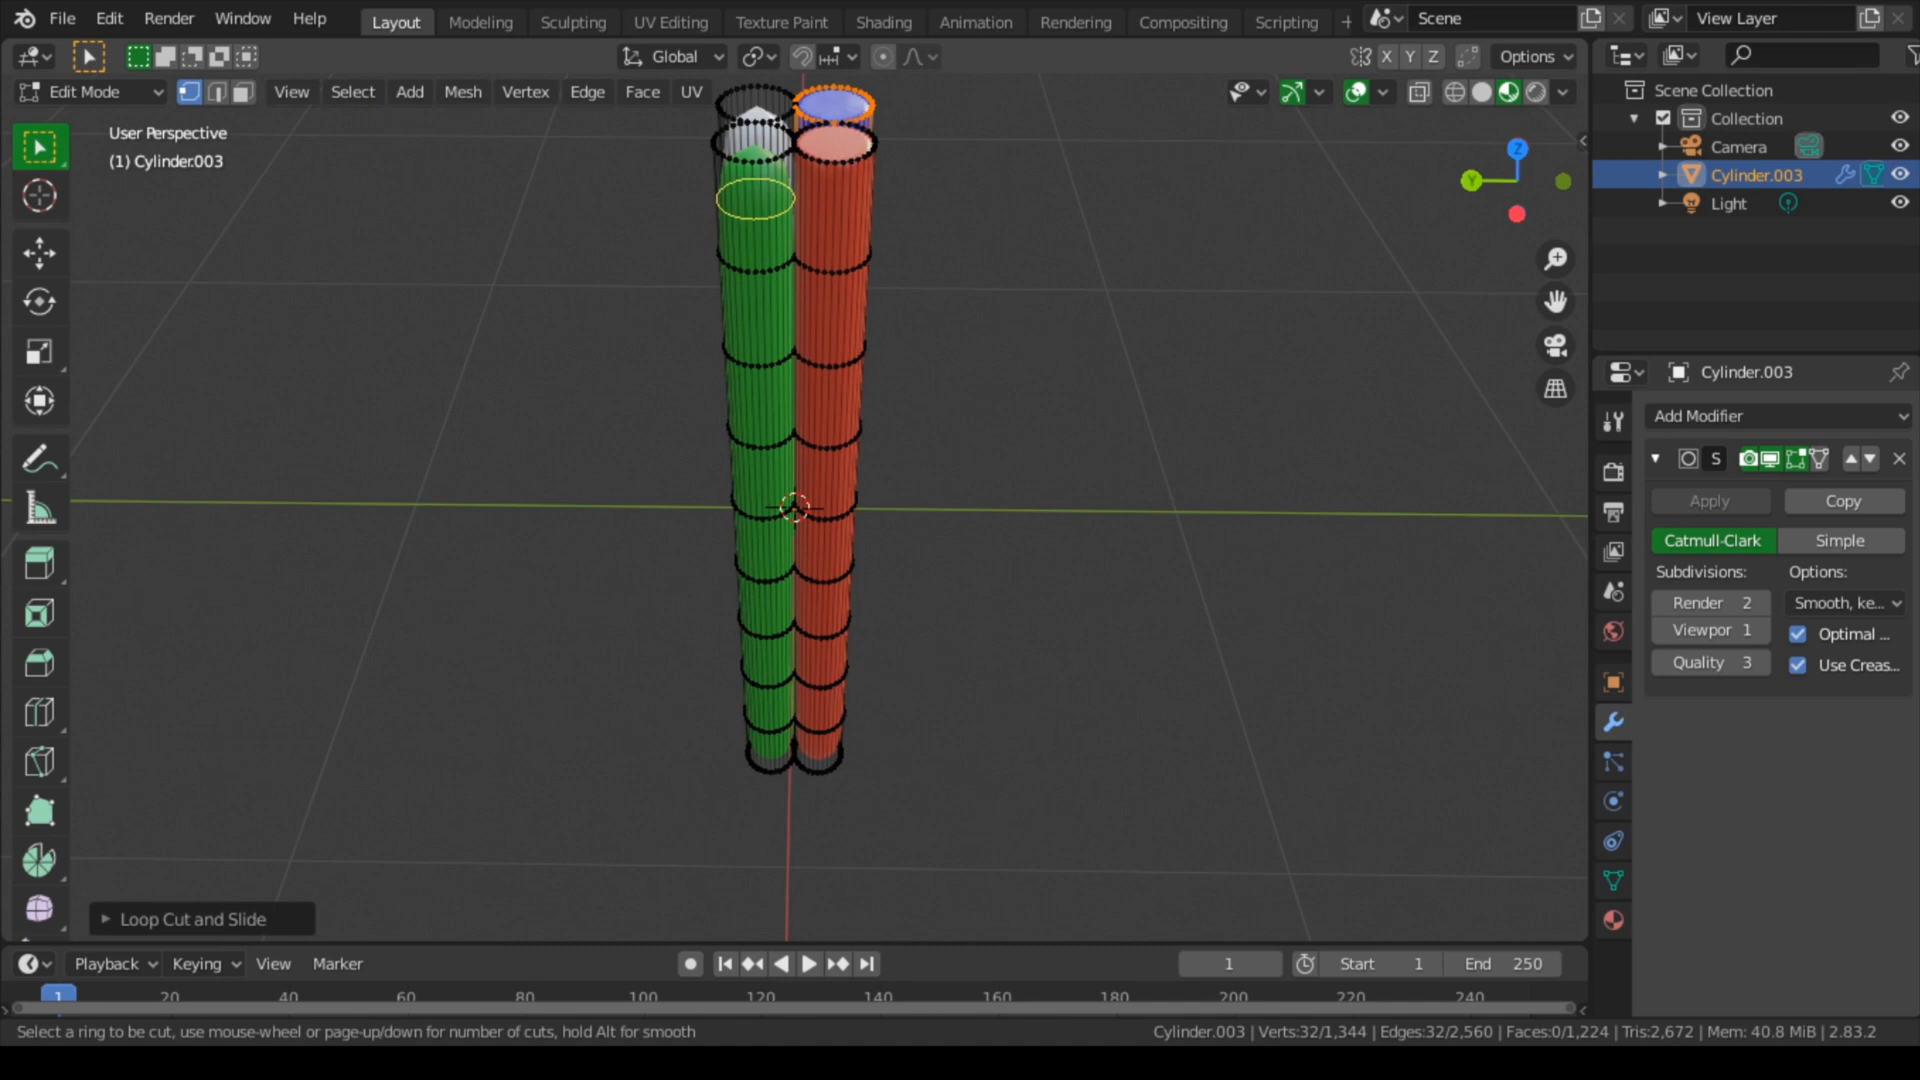 File Edit Render Window Help Layout Modeling Sculpting UV Editing Texture Paint Shading Animation Rendering Compositing Scripting + Scene View Layer
Global X Y Z Options
Edit Mode View Select Add Mesh Vertex Edge Face UV
User Perspective
(1) Cylinder.003
Z
Y
Scene Collection
Collection
Camera
Cylinder.003
Light
Cylinder.003
Add Modifier
S
Apply Copy
Catmull-Clark Simple
Subdivisions: Options:
Render 2 Smooth, ke...
Viewpor 1 Optimal ...
Quality 3 Use Creas...
Loop Cut and Slide
Playback Keying View Marker 1 Start 1 End 250
1 20 40 60 80 100 120 140 160 180 200 220 240
Select a ring to be cut, use mouse-wheel or page-up/down for number of cuts, hold Alt for smooth
Cylinder.003 | Verts:32/1,344 | Edges:32/2,560 | Faces:0/1,224 | Tris:2,672 | Mem: 40.8 MiB | 2.83.2